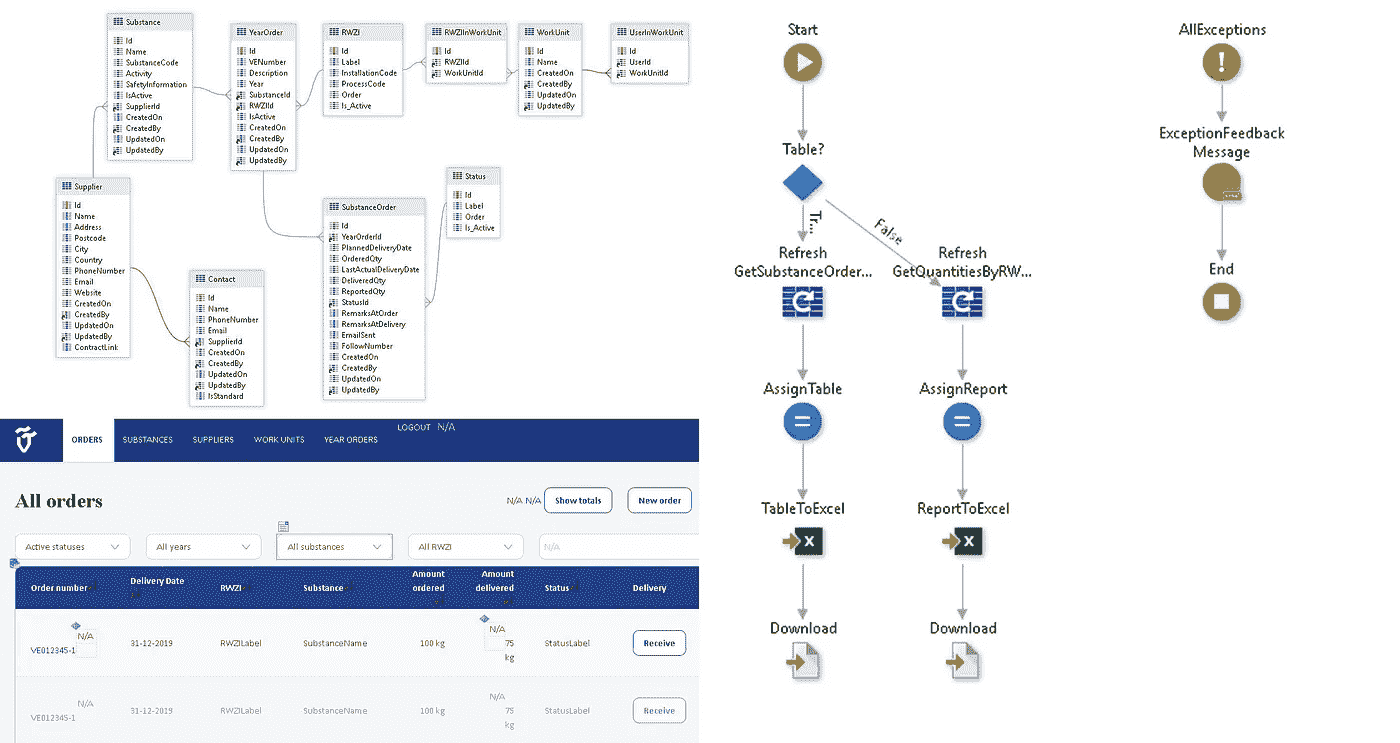 Substance
Id
Name
SubstanceCode
Activity
SafetyInformation
IsActive
SupplierId
CreatedOn
CreatedBy
UpdatedOn
UpdatedBy
YearOrder
Id
VENumber
Description
Year
SubstanceId
RWZIId
IsActive
CreatedOn
CreatedBy
UpdatedOn
UpdatedBy
RWZI
Id
Label
InstallationCode
ProcessCode
Order
Is_Active
RWZIInWorkUnit
Id
RWZIId
WorkUnitId
WorkUnit
Id
Name
CreatedOn
CreatedBy
UpdatedOn
UpdatedBy
UserInWorkUnit
Id
UserId
WorkUnitId
Supplier
Id
Name
Address
Postcode
City
Country
PhoneNumber
Email
Website
CreatedOn
CreatedBy
UpdatedOn
UpdatedBy
ContractLink
Contact
Id
Name
PhoneNumber
Email
SupplierId
CreatedOn
CreatedBy
UpdatedOn
UpdatedBy
IsStandard
SubstanceOrder
Id
YearOrderId
PlannedDeliveryDate
OrderedQty
LastActualDeliveryDate
DeliveredQty
ReportedQty
StatusId
RemarksAtOrder
RemarksAtDelivery
EmailSent
FollowNumber
CreatedOn
CreatedBy
UpdatedOn
UpdatedBy
Status
Id
Label
Order
Is_Active
ORDERS SUBSTANCES SUPPLIERS WORK UNITS YEAR ORDERS LOGOUT N/A
All orders
N/A N/A Show totals New order
Active statuses All years All substances All RWZI N/A
Order number Delivery Date RWZI Substance Amount ordered Amount delivered Status Delivery
VE012345-1 N/A 31-12-2019 RWZILabel SubstanceName 100 kg N/A 75 kg StatusLabel Receive
VE012345-1 N/A 31-12-2019 RWZILabel SubstanceName 100 kg N/A 75 kg StatusLabel Receive
Start
Table?
Tr...
False
Refresh
GetSubstanceOrder...
Refresh
GetQuantitiesByRW...
AssignTable
AssignReport
TableToExcel
ReportToExcel
Download
Download
AllExceptions
ExceptionFeedback
Message
End